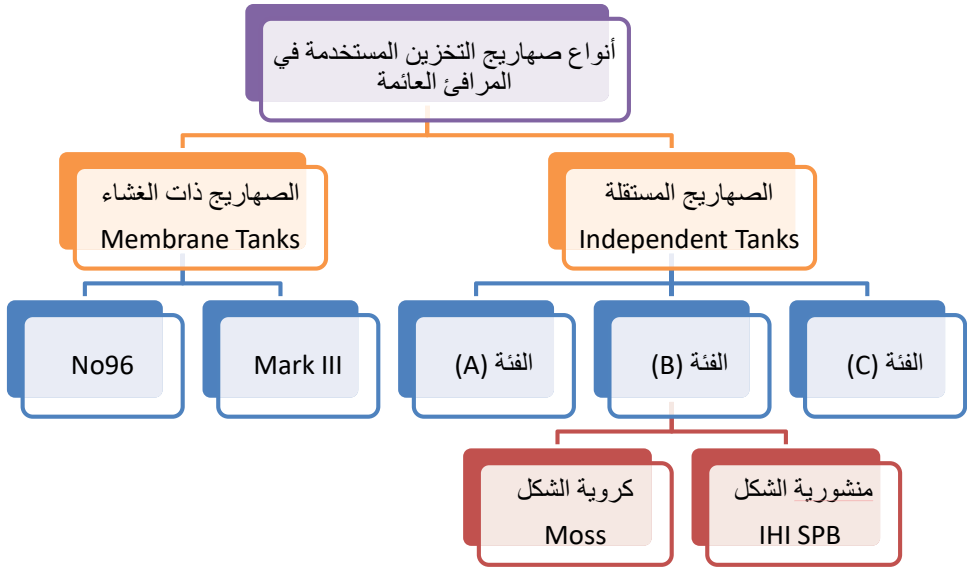 أنواع صهاريج التخزين المستخدمة في
المرافئ العائمة
الصهاريج المستقلة
Independent Tanks
الصهاريج ذات الغشاء
Membrane Tanks
الفئة (C)
الفئة (B)
الفئة (A)
Mark III
No96
منشورية الشكل
IHI SPB
كروية الشكل
Moss